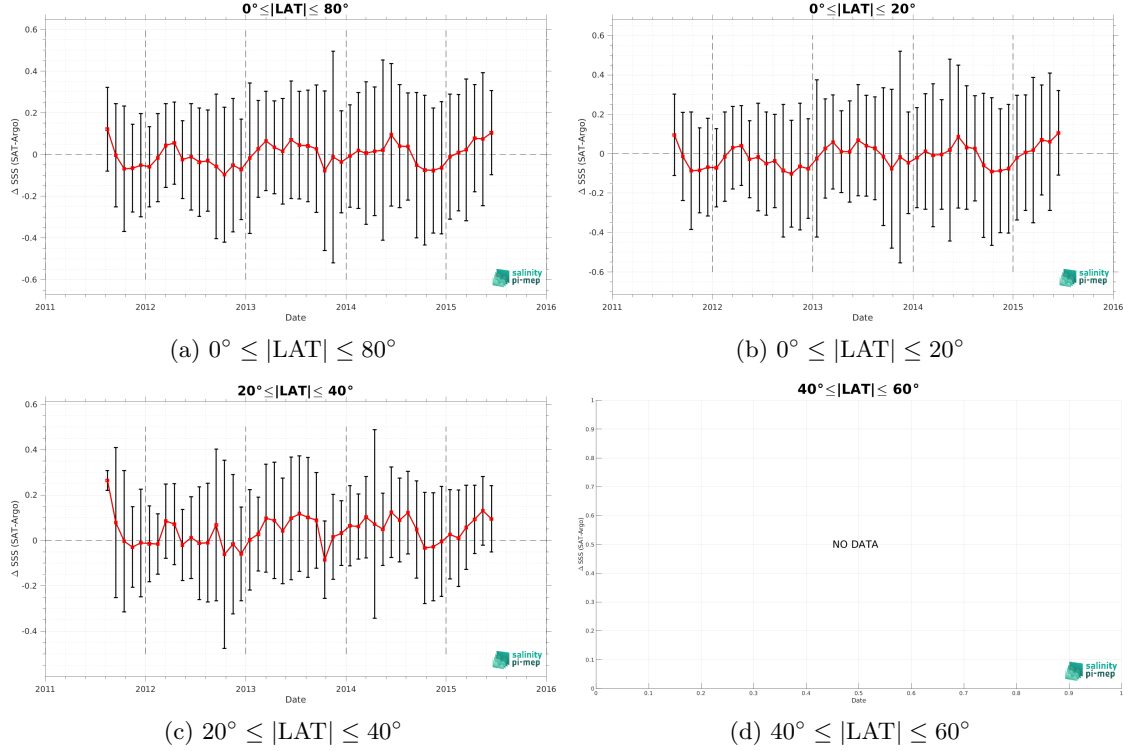 0°≤|LAT|≤ 80°
0.6
0.4
0.2
0
-0.2
-0.4
-0.6
Δ SSS (SAT-Argo)
2011
2012
2013
2014
2015
2016
Date
salinity
pi-mep
(a) 0° ≤ |LAT| ≤ 80°
0°≤|LAT|≤ 20°
0.6
0.4
0.2
0
-0.2
-0.4
-0.6
Δ SSS (SAT-Argo)
2011
2012
2013
2014
2015
2016
Date
salinity
pi-mep
(b) 0° ≤ |LAT| ≤ 20°
20°≤|LAT|≤ 40°
0.6
0.4
0.2
0
-0.2
-0.4
Δ SSS (SAT-Argo)
2011
2012
2013
2014
2015
2016
Date
salinity
pi-mep
(c) 20° ≤ |LAT| ≤ 40°
40°≤|LAT|≤ 60°
1
0.9
0.8
0.7
0.6
0.5
0.4
0.3
0.2
0.1
0
Δ SSS (SAT-Argo)
NO DATA
0
0.1
0.2
0.3
0.4
0.5
0.6
0.7
0.8
0.9
1
Date
salinity
pi-mep
(d) 40° ≤ |LAT| ≤ 60°